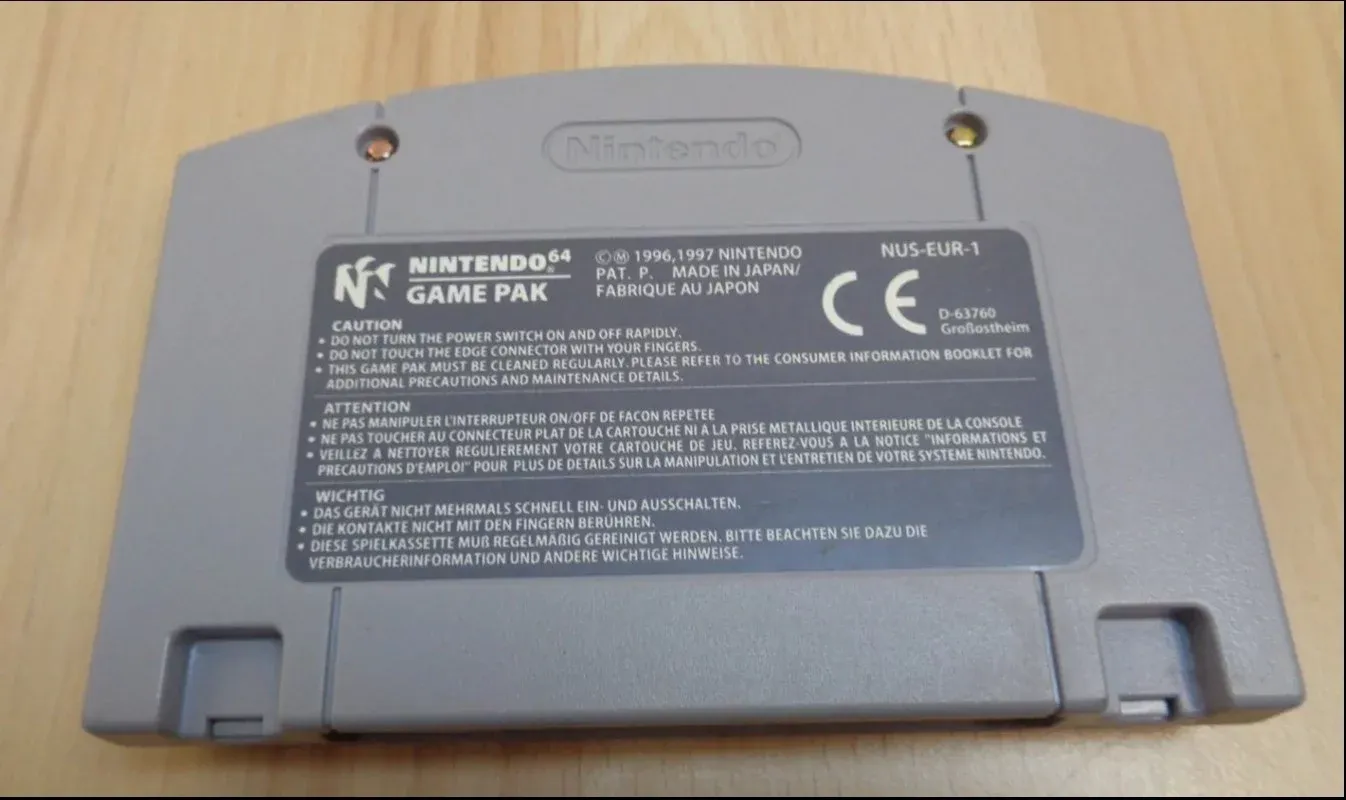 Nintendo
NINTENDO64
GAME PAK
©Ⓜ 1996,1997 NINTENDO
PAT. P. MADE IN JAPAN/
FABRIQUE AU JAPON
NUS-EUR-1
CE
D-63760
Großostheim
CAUTION
• DO NOT TURN THE POWER SWITCH ON AND OFF RAPIDLY.
• DO NOT TOUCH THE EDGE CONNECTOR WITH YOUR FINGERS.
• THIS GAME PAK MUST BE CLEANED REGULARLY. PLEASE REFER TO THE CONSUMER INFORMATION BOOKLET FOR
ADDITIONAL PRECAUTIONS AND MAINTENANCE DETAILS.
ATTENTION
• NE PAS MANIPULER L'INTERRUPTEUR ON/OFF DE FACON REPETEE
• NE PAS TOUCHER AU CONNECTEUR PLAT DE LA CARTOUCHE NI A LA PRISE METALLIQUE INTERIEURE DE LA CONSOLE
• VEILLEZ A NETTOYER REGULIEREMENT VOTRE CARTOUCHE DE JEU. REFEREZ-VOUS A LA NOTICE "INFORMATIONS ET
PRECAUTIONS D'EMPLOI" POUR PLUS DE DETAILS SUR LA MANIPULATION ET L'ENTRETIEN DE VOTRE SYSTEME NINTENDO.
WICHTIG
• DAS GERÄT NICHT MEHRMALS SCHNELL EIN- UND AUSSCHALTEN.
• DIE KONTAKTE NICHT MIT DEN FINGERN BERÜHREN.
• DIESE SPIELKASSETTE MUß REGELMÄßIG GEREINIGT WERDEN. BITTE BEACHTEN SIE DAZU DIE
VERBRAUCHERINFORMATION UND ANDERE WICHTIGE HINWEISE.